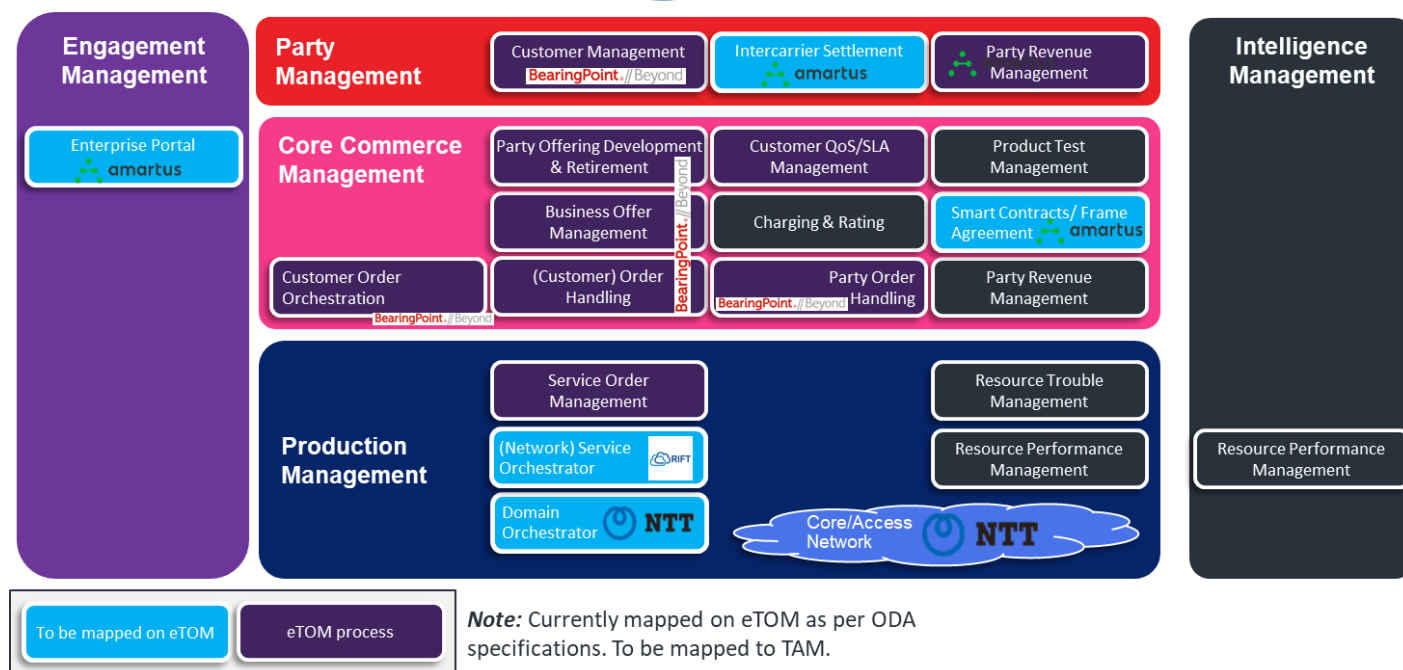 Engagement
Management
Enterprise Portal
amartus
Party
Management
Customer Management
BearingPoint.//Beyond
Intercarrier Settlement
amartus
Party Revenue
Management
Core Commerce
Management
Party Offering Development
& Retirement
Customer QoS/SLA
Management
Product Test
Management
Business Offer
Management
Charging & Rating
Smart Contracts/ Frame
Agreement
amartus
Customer Order
Orchestration
BearingPoint.//Beyond
(Customer) Order
Handling
BearingPoint.//Beyond
Party Order
Handling
BearingPoint.//Beyond
Party Revenue
Management
Production
Management
Service Order
Management
Resource Trouble
Management
(Network) Service
Orchestrator
RIFT
Resource Performance
Management
Domain
Orchestrator
NTT
Core/Access
Network
NTT
Intelligence
Management
Resource Performance
Management
To be mapped on eTOM
eTOM process
Note: Currently mapped on eTOM as per ODA
specifications. To be mapped to TAM.